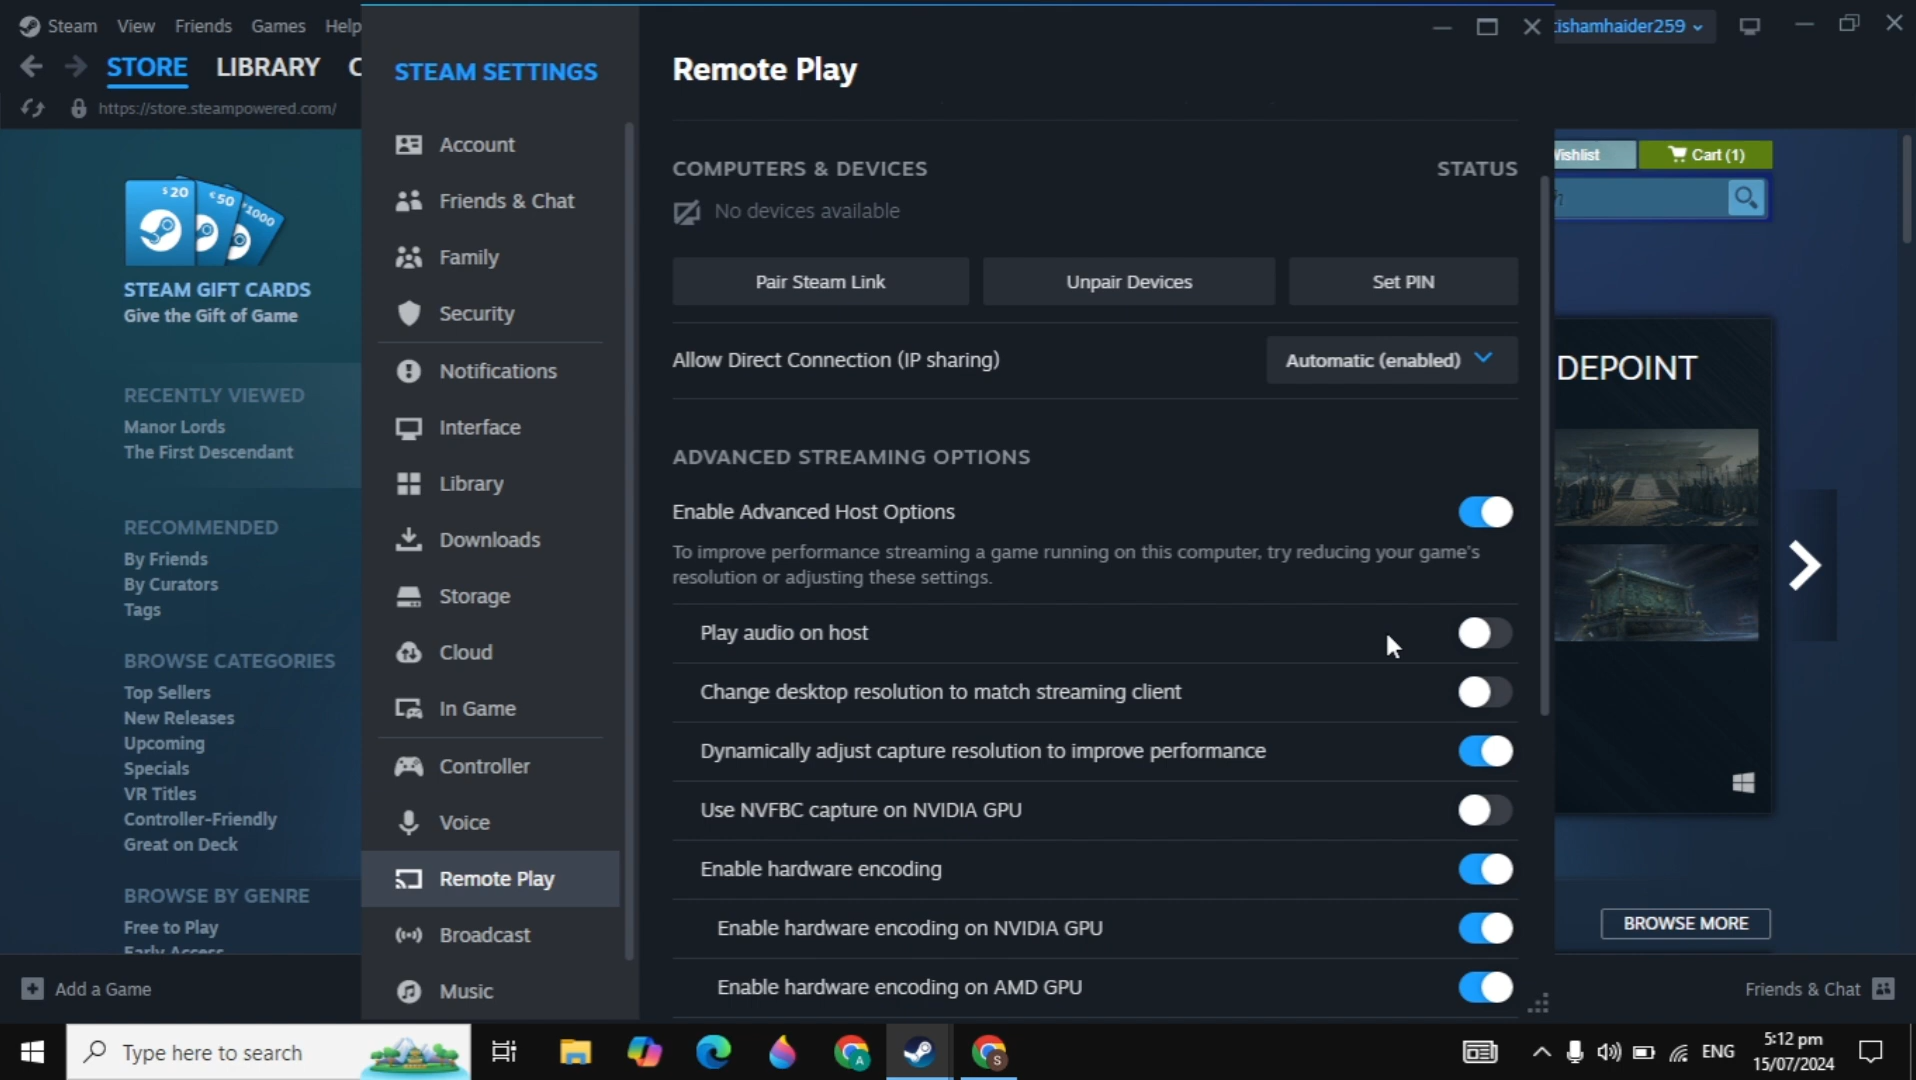 Steam View Friends Games Help
STORE LIBRARY C
https://store.steampowered.com/
$20
€50
¥1000
STEAM GIFT CARDS
Give the Gift of Game
RECENTLY VIEWED
Manor Lords
The First Descendant
RECOMMENDED
By Friends
By Curators
Tags
BROWSE CATEGORIES
Top Sellers
New Releases
Upcoming
Specials
VR Titles
Controller-Friendly
Great on Deck
BROWSE BY GENRE
Free to Play
Early Access
Add a Game
STEAM SETTINGS
Account
Friends & Chat
Family
Security
Notifications
Interface
Library
Downloads
Storage
Cloud
In Game
Controller
Voice
Remote Play
Broadcast
Music
Remote Play
COMPUTERS & DEVICES STATUS
No devices available
Pair Steam Link Unpair Devices Set PIN
Allow Direct Connection (IP sharing) Automatic (enabled)
ADVANCED STREAMING OPTIONS
Enable Advanced Host Options
To improve performance streaming a game running on this computer, try reducing your game's
resolution or adjusting these settings.
Play audio on host
Change desktop resolution to match streaming client
Dynamically adjust capture resolution to improve performance
Use NVFBC capture on NVIDIA GPU
Enable hardware encoding
Enable hardware encoding on NVIDIA GPU
Enable hardware encoding on AMD GPU
ishamhaider259
Wishlist Cart (1)
DEPOINT
BROWSE MORE
Friends & Chat
Type here to search
ENG
5:12 pm
15/07/2024